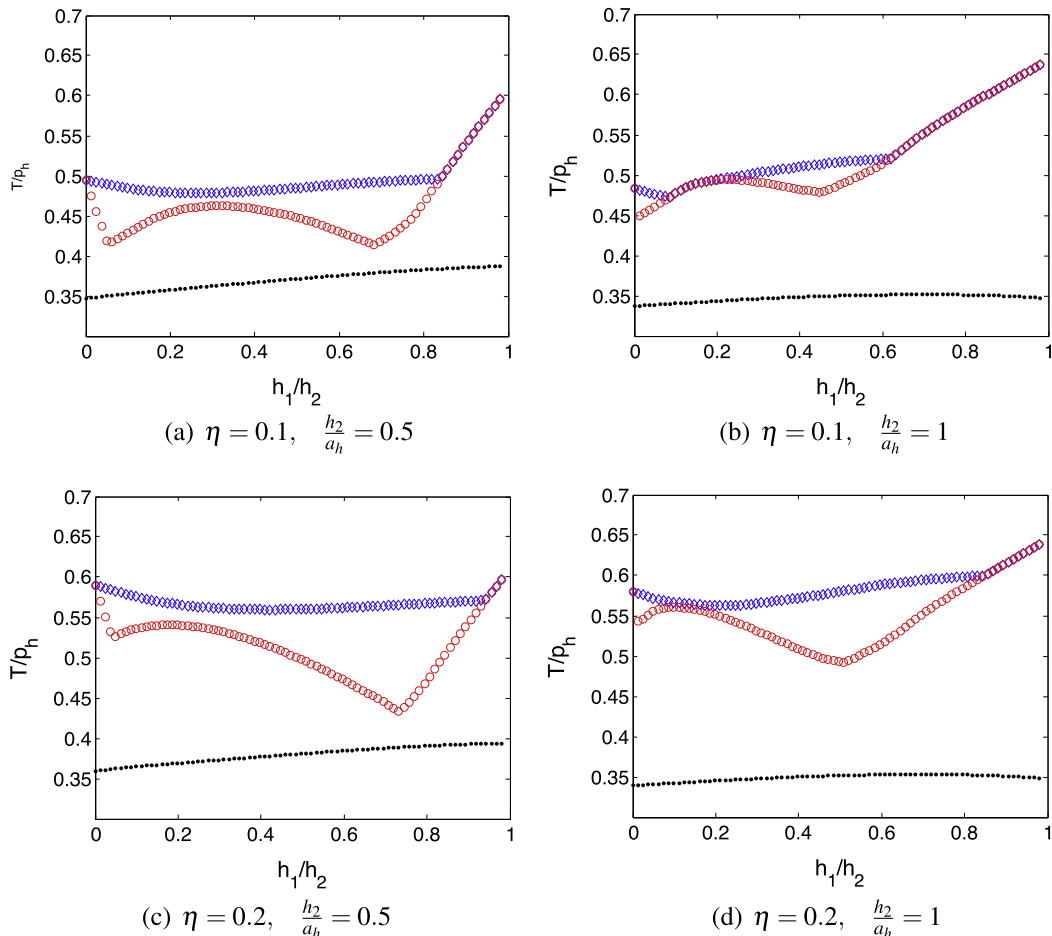 0.7
0.65
0.6
0.55
0.5
0.45
0.4
0.35
T/p_h
0 0.2 0.4 0.6 0.8 1
h_1/h_2
(a) η = 0.1, h_2/a_h = 0.5
0.7
0.65
0.6
0.55
0.5
0.45
0.4
0.35
T/p_h
0 0.2 0.4 0.6 0.8 1
h_1/h_2
(b) η = 0.1, h_2/a_h = 1
0.7
0.65
0.6
0.55
0.5
0.45
0.4
0.35
T/p_h
0 0.2 0.4 0.6 0.8 1
h_1/h_2
(c) η = 0.2, h_2/a_h = 0.5
0.7
0.65
0.6
0.55
0.5
0.45
0.4
0.35
T/p_h
0 0.2 0.4 0.6 0.8 1
h_1/h_2
(d) η = 0.2, h_2/a_h = 1